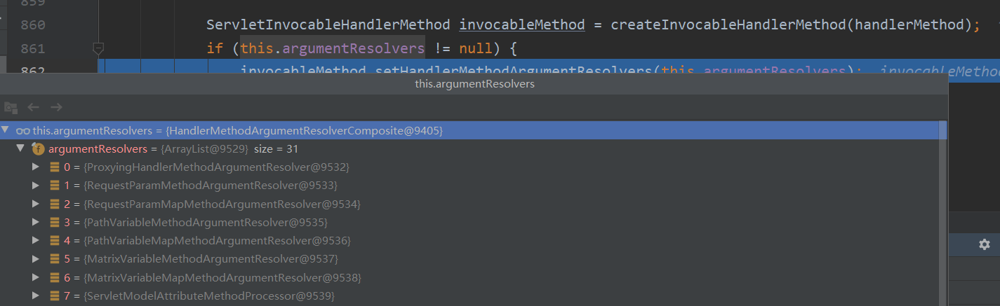 859
860 ServletInvocableHandlerMethod invocableMethod = createInvocableHandlerMethod(handlerMethod);
861 if (this.argumentResolvers != null) {
862 invocableMethod.setHandlerMethodArgumentResolvers(this.argumentResolvers); invocableMethod
this.argumentResolvers
this.argumentResolvers = {HandlerMethodArgumentResolverComposite@9405}
f argumentResolvers = {ArrayList@9529} size = 31
0 = {ProxyingHandlerMethodArgumentResolver@9532}
1 = {RequestParamMethodArgumentResolver@9533}
2 = {RequestParamMapMethodArgumentResolver@9534}
3 = {PathVariableMethodArgumentResolver@9535}
4 = {PathVariableMapMethodArgumentResolver@9536}
5 = {MatrixVariableMethodArgumentResolver@9537}
6 = {MatrixVariableMapMethodArgumentResolver@9538}
7 = {ServletModelAttributeMethodProcessor@9539}